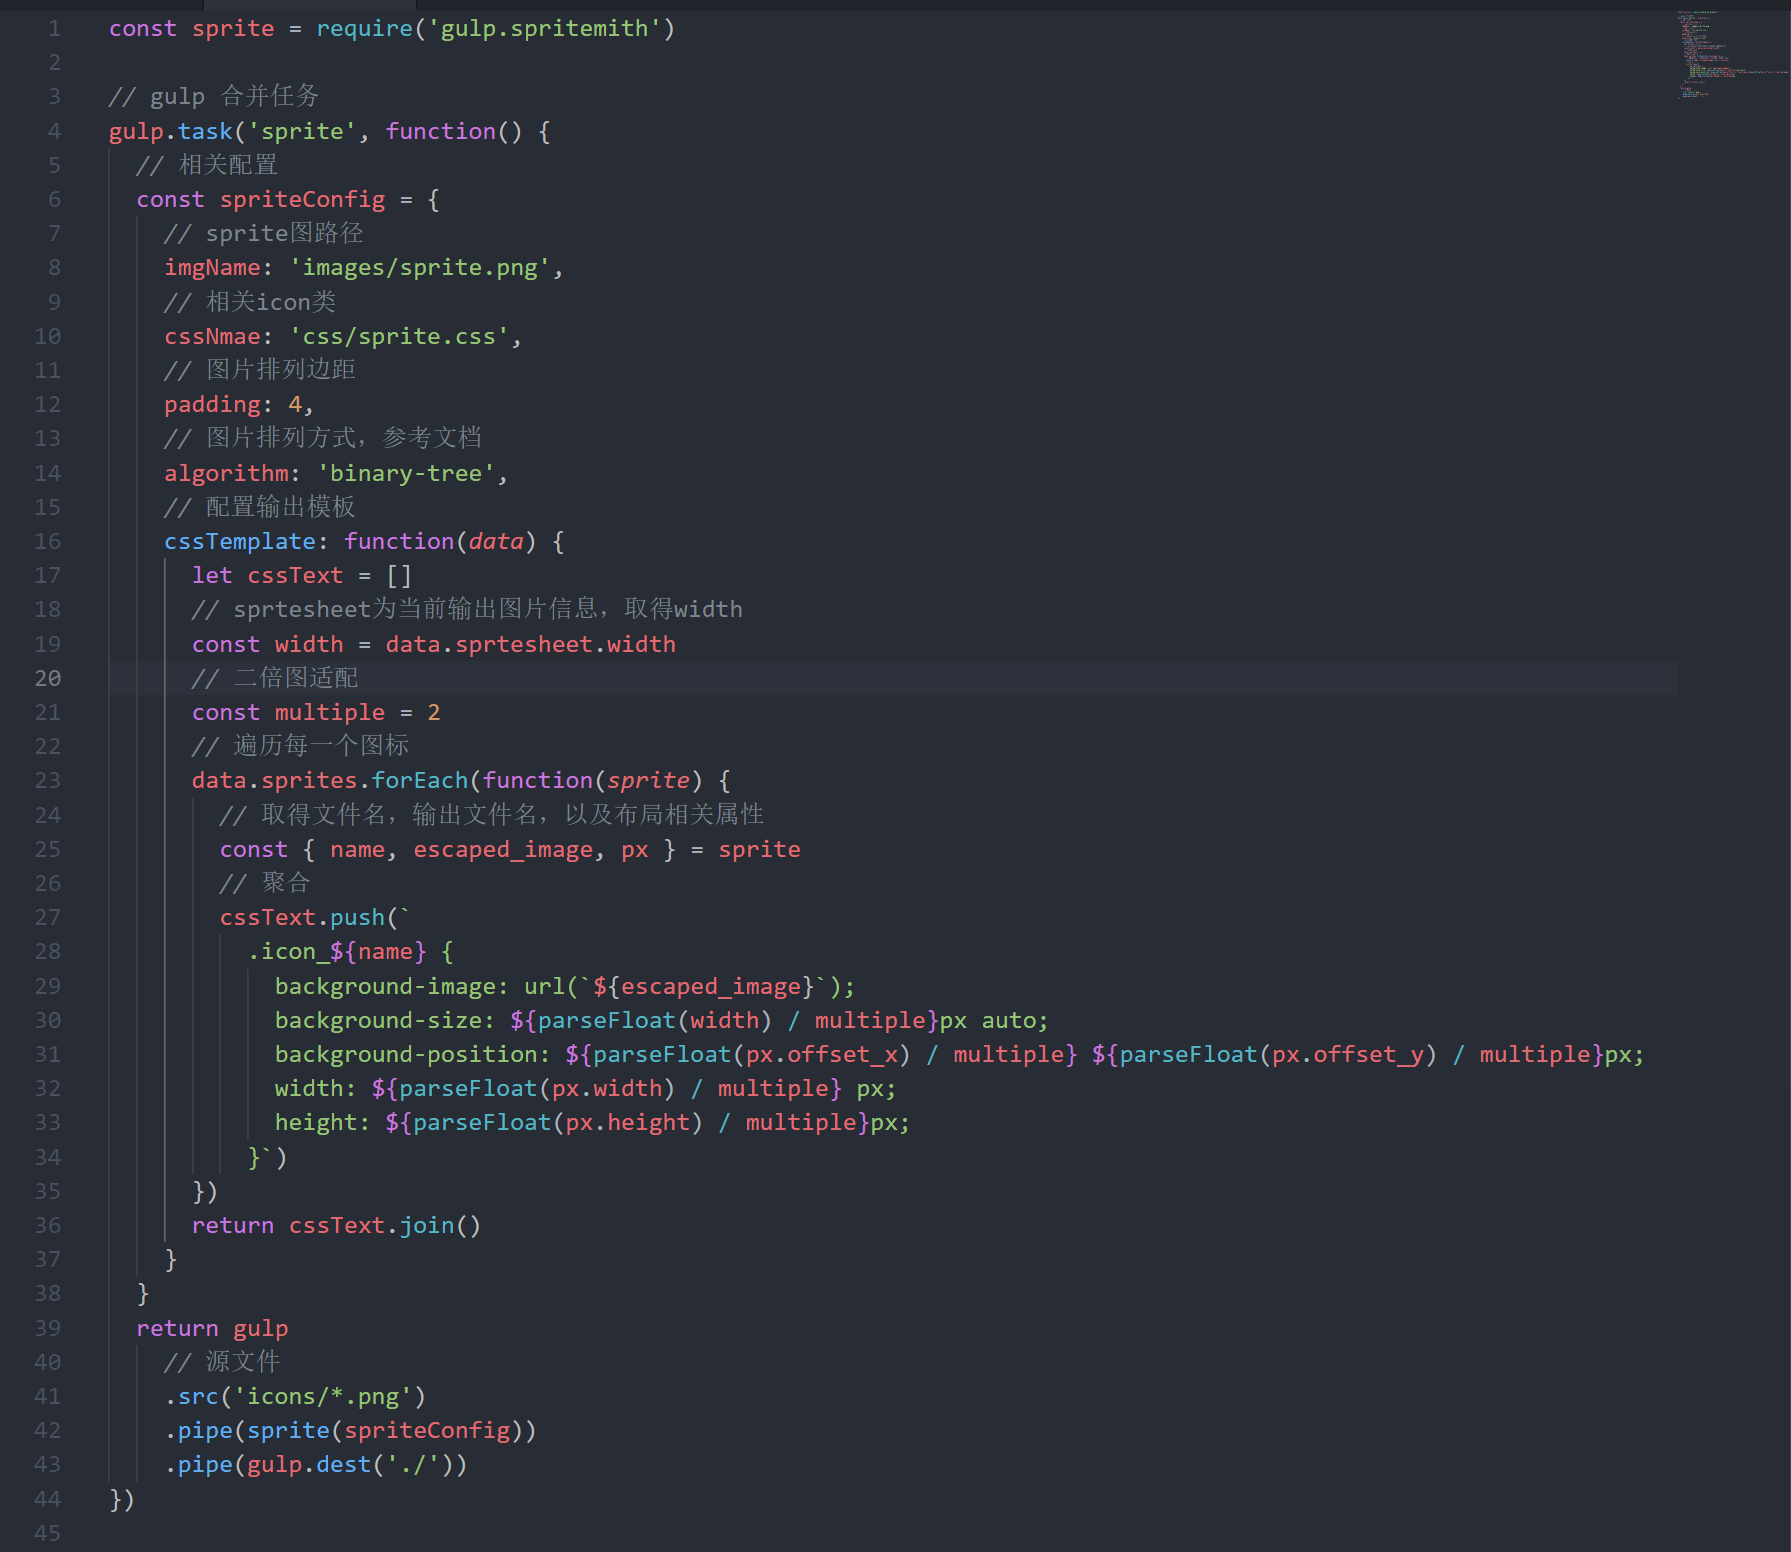 1 const sprite = require('gulp.spritemith')
2
3 // gulp 合并任务
4 gulp.task('sprite', function() {
5 // 相关配置
6 const spriteConfig = {
7 // sprite图路径
8 imgName: 'images/sprite.png',
9 // 相关icon类
10 cssNmae: 'css/sprite.css',
11 // 图片排列边距
12 padding: 4,
13 // 图片排列方式，参考文档
14 algorithm: 'binary-tree',
15 // 配置输出模板
16 cssTemplate: function(data) {
17 let cssText = []
18 // sprtesheet为当前输出图片信息，取得width
19 const width = data.sprtesheet.width
20 // 二倍图适配
21 const multiple = 2
22 // 遍历每一个图标
23 data.sprites.forEach(function(sprite) {
24 // 取得文件名，输出文件名，以及布局相关属性
25 const { name, escaped_image, px } = sprite
26 // 聚合
27 cssText.push(`
28 .icon_${name} {
29 background-image: url(`${escaped_image}`);
30 background-size: ${parseFloat(width) / multiple}px auto;
31 background-position: ${parseFloat(px.offset_x) / multiple} ${parseFloat(px.offset_y) / multiple}px;
32 width: ${parseFloat(px.width) / multiple} px;
33 height: ${parseFloat(px.height) / multiple}px;
34 }`)
35 })
36 return cssText.join()
37 }
38 }
39 return gulp
40 // 源文件
41 .src('icons/*.png')
42 .pipe(sprite(spriteConfig))
43 .pipe(gulp.dest('./'))
44 })
45